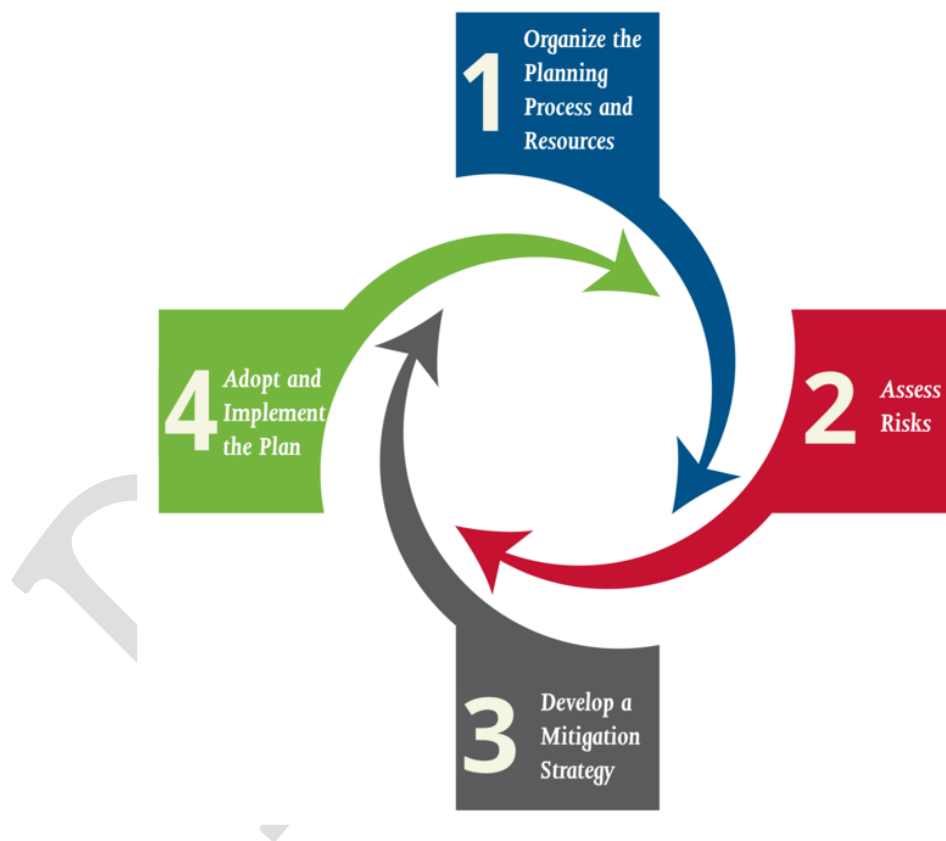 1
Organize the
Planning
Process and
Resources
2
Assess
Risks
3
Develop a
Mitigation
Strategy
4
Adopt and
Implement
the Plan